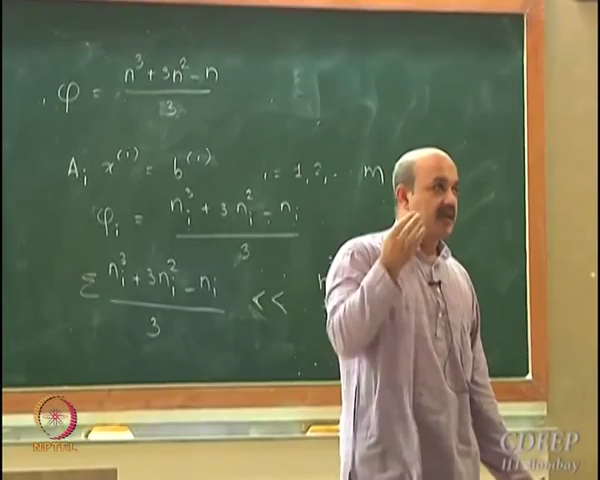 φ = n³ + 3n² - n / 3
Aᵢ x⁽ⁱ⁾ = b⁽ⁱ⁾ i = 1, 2, ... m
φᵢ = nᵢ³ + 3nᵢ² - nᵢ / 3
Σ nᵢ³ + 3nᵢ² - nᵢ / 3 <<
NPTEL
CDEEP
IIT Bombay